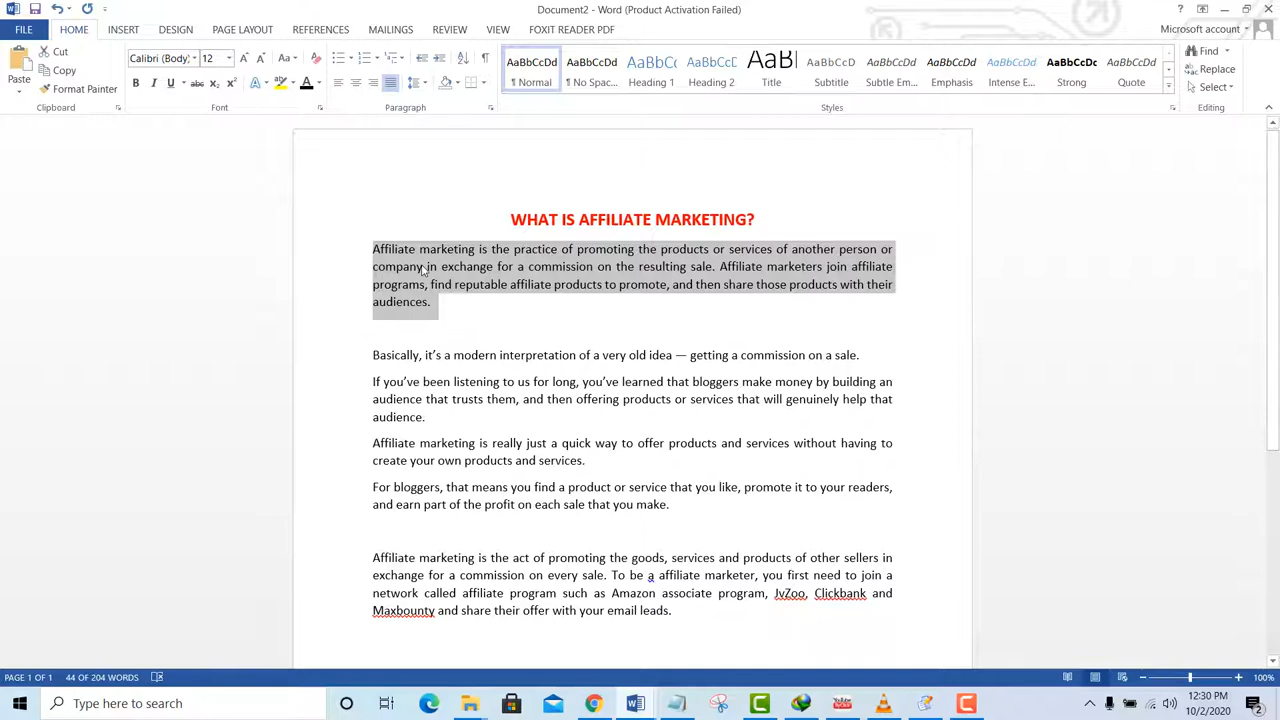 Document2 - Word (Product Activation Failed)
?
FILE HOME INSERT DESIGN PAGE LAYOUT REFERENCES MAILINGS REVIEW VIEW FOXIT READER PDF Microsoft account
Paste
Cut
Copy
Format Painter
Clipboard
Calibri (Body) 12
Font
Paragraph
AaBbCcDd AaBbCcDd AaBbCc AaBbCcD AaBl AaBbCcD AaBbCcDd AaBbCcDd AaBbCcDd AaBbCcDd AaBbCcDd
¶ Normal ¶ No Spac... Heading 1 Heading 2 Title Subtitle Subtle Em... Emphasis Intense E... Strong Quote
Styles
Find
Replace
Select
Editing
WHAT IS AFFILIATE MARKETING?
Affiliate marketing is the practice of promoting the products or services of another person or
company in exchange for a commission on the resulting sale. Affiliate marketers join affiliate
programs, find reputable affiliate products to promote, and then share those products with their
audiences.
Basically, it’s a modern interpretation of a very old idea — getting a commission on a sale.
If you’ve been listening to us for long, you’ve learned that bloggers make money by building an
audience that trusts them, and then offering products or services that will genuinely help that
audience.
Affiliate marketing is really just a quick way to offer products and services without having to
create your own products and services.
For bloggers, that means you find a product or service that you like, promote it to your readers,
and earn part of the profit on each sale that you make.
Affiliate marketing is the act of promoting the goods, services and products of other sellers in
exchange for a commission on every sale. To be a affiliate marketer, you first need to join a
network called affiliate program such as Amazon associate program, JvZoo, Clickbank and
Maxbounty and share their offer with your email leads.
PAGE 1 OF 1 44 OF 204 WORDS 100%
Type here to search
12:30 PM
10/2/2020
2